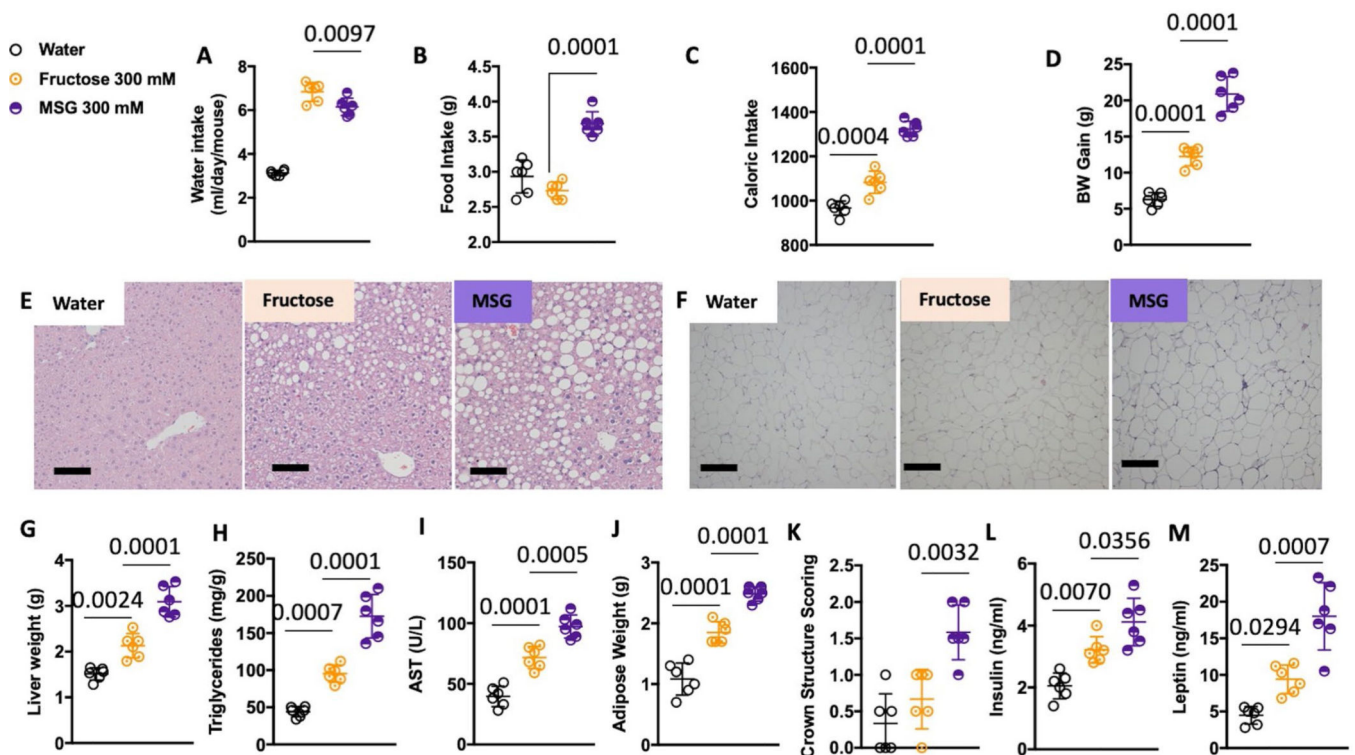 Water
Fructose 300 mM
MSG 300 mM
A
0.0097
Water intake
(ml/day/mouse)
8
6
4
2
0
B
0.0001
Food Intake (g)
4.5
4.0
3.5
3.0
2.5
2.0
C
0.0001
0.0004
Caloric Intake
1600
1400
1200
1000
800
D
0.0001
0.0001
BW Gain (g)
25
20
15
10
5
0
E
Water
Fructose
MSG
F
Water
Fructose
MSG
G
0.0001
0.0024
Liver weight (g)
4
3
2
1
0
H
0.0001
0.0007
Triglycerides (mg/g)
250
200
150
100
50
0
I
0.0005
0.0001
AST (U/L)
150
100
50
0
J
0.0001
0.0001
Adipose Weight (g)
3
2
1
0
K
0.0032
Crown Structure Scoring
2.5
2.0
1.5
1.0
0.5
0.0
L
0.0356
0.0070
Insulin (ng/ml)
6
4
2
0
M
0.0007
0.0294
Leptin (ng/ml)
25
20
15
10
5
0